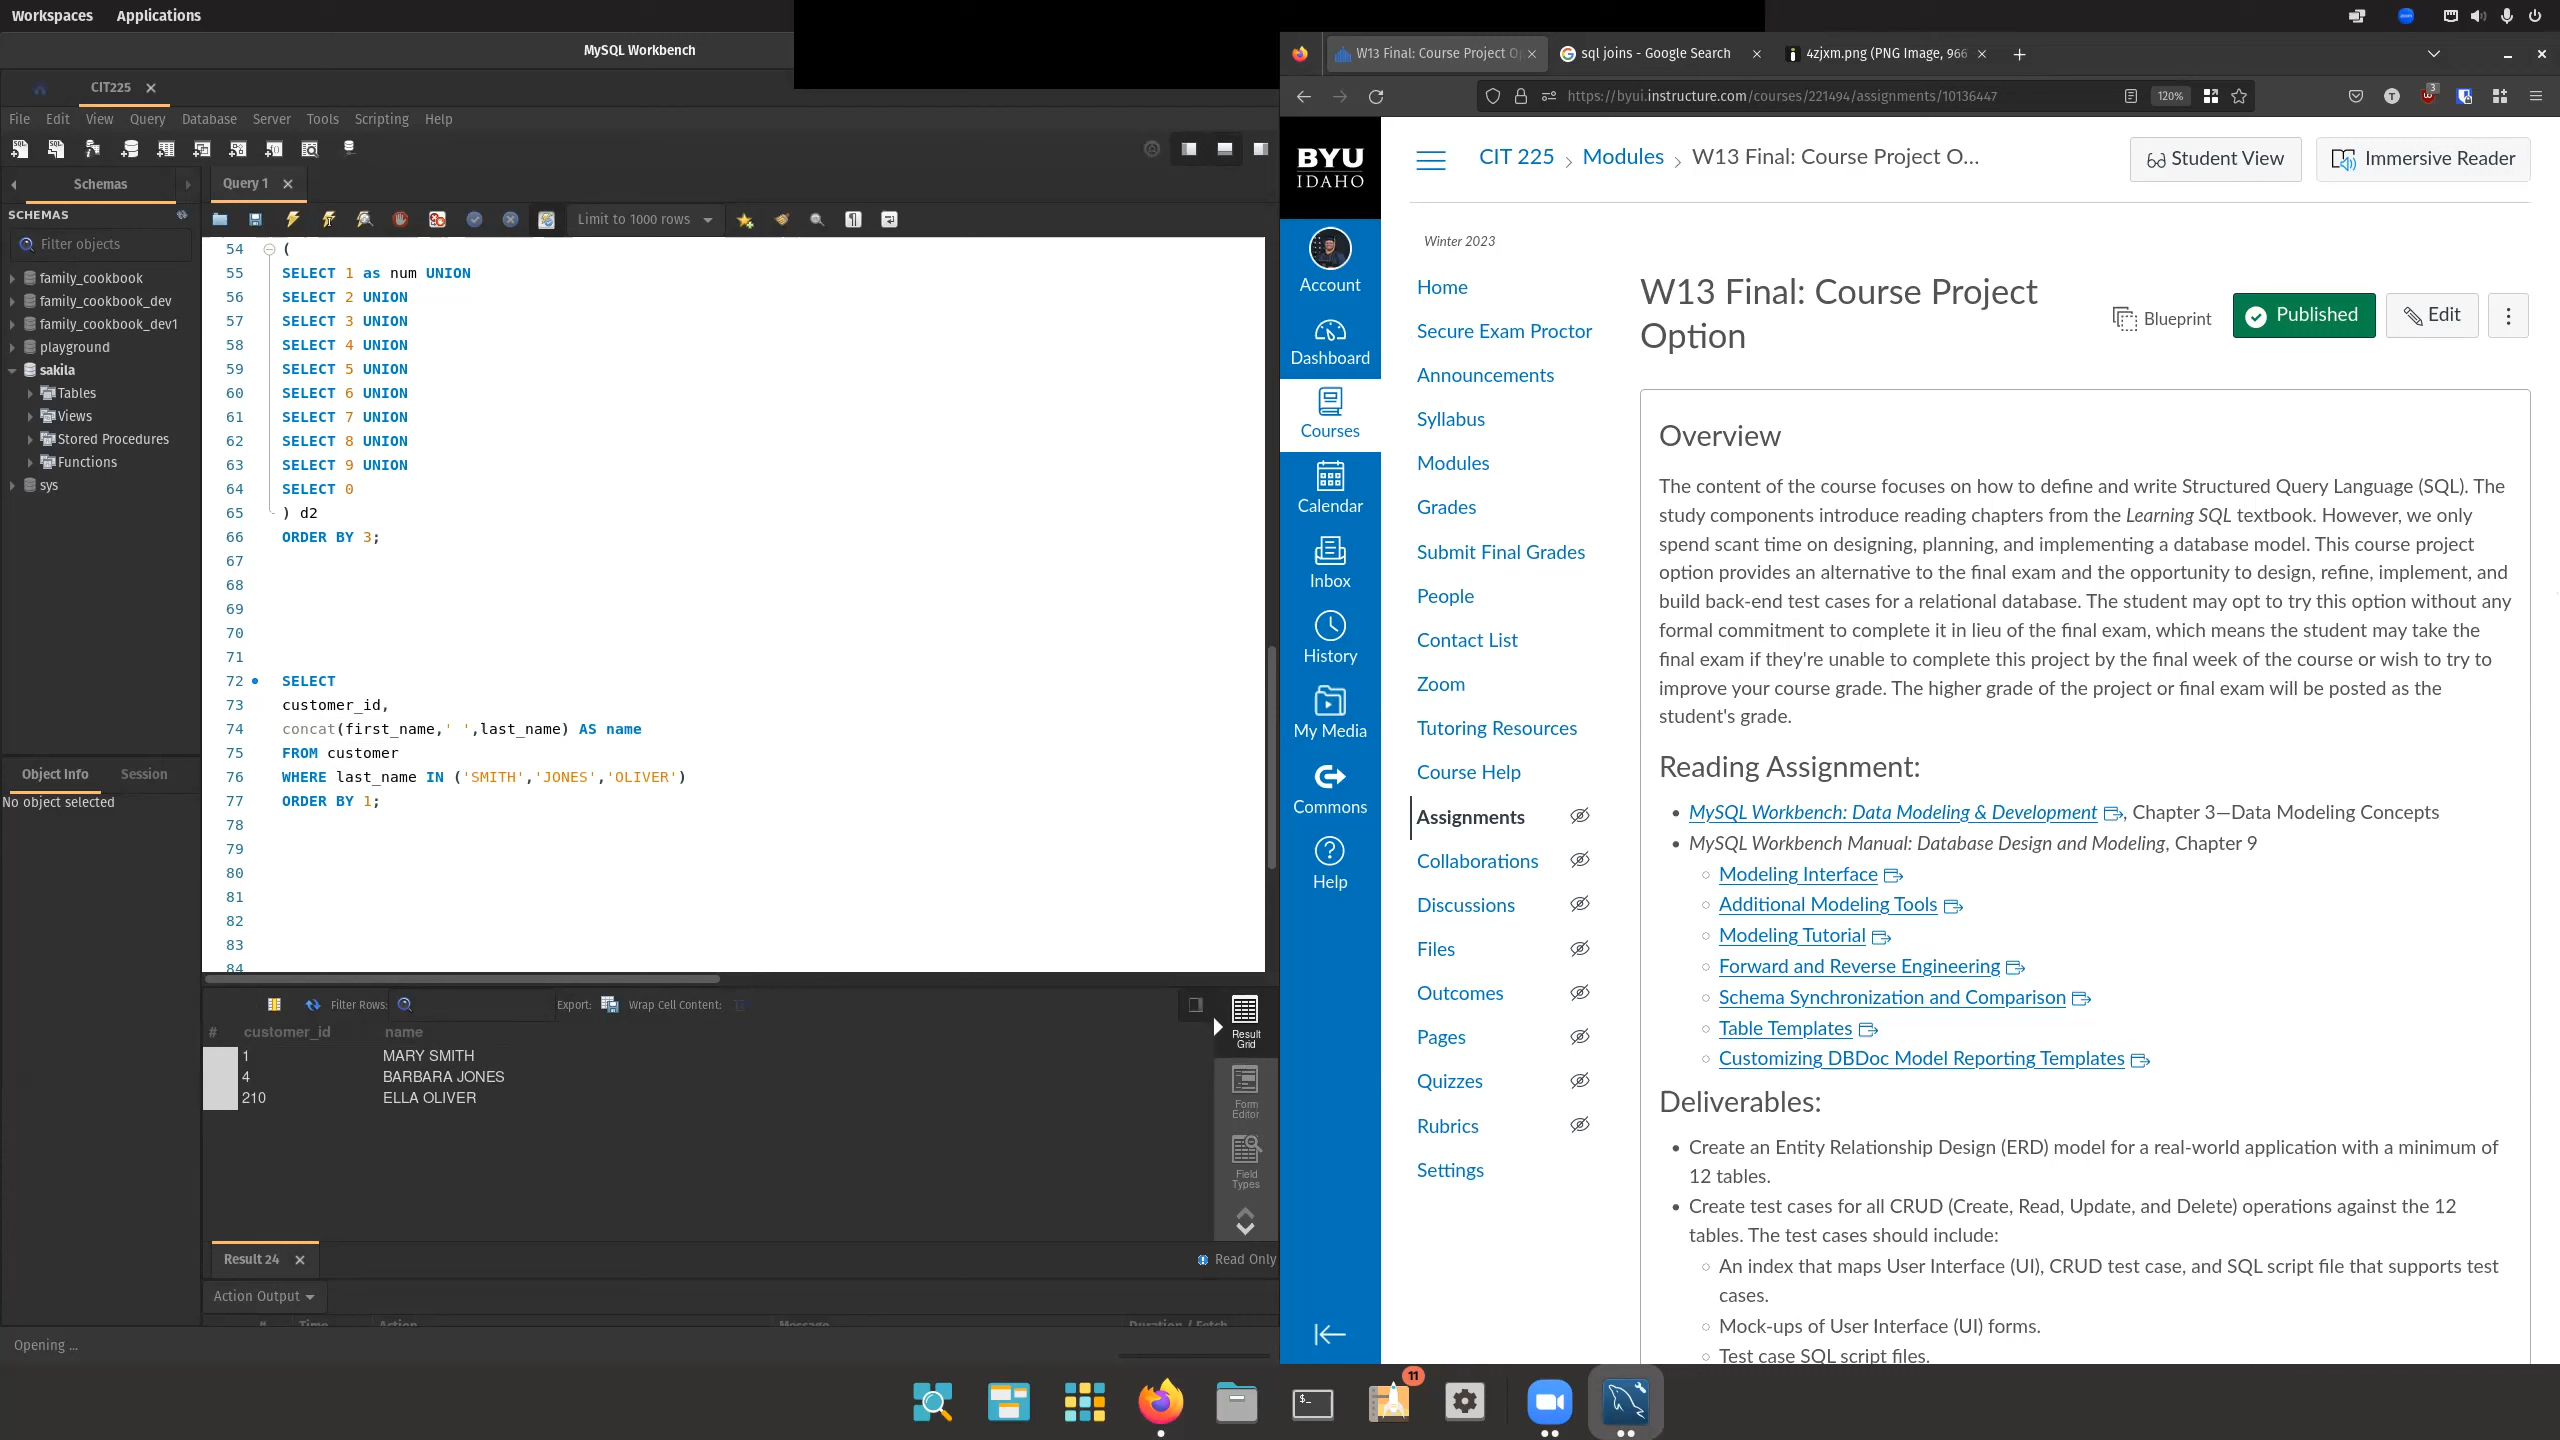 Workspaces Applications
MySQL Workbench
CIT225
File Edit View Query Database Server Tools Scripting Help
Schemas
Query 1
SCHEMAS
Limit to 1000 rows
Filter objects
family_cookbook
family_cookbook_dev
family_cookbook_dev1
playground
sakila
Tables
Views
Stored Procedures
Functions
sys
Object Info Session
No object selected
54 (
55 SELECT 1 as num UNION
56 SELECT 2 UNION
57 SELECT 3 UNION
58 SELECT 4 UNION
59 SELECT 5 UNION
60 SELECT 6 UNION
61 SELECT 7 UNION
62 SELECT 8 UNION
63 SELECT 9 UNION
64 SELECT 0
65 ) d2
66 ORDER BY 3;
67
68
69
70
71
72 SELECT
73 customer_id,
74 concat(first_name,' ',last_name) AS name
75 FROM customer
76 WHERE last_name IN ('SMITH','JONES','OLIVER')
77 ORDER BY 1;
78
79
80
81
82
83
84
Filter Rows: Export: Wrap Cell Content:
# customer_id name
1 MARY SMITH
4 BARBARA JONES
210 ELLA OLIVER
Result Grid
Form Editor
Field Types
Result 24
Read Only
Action Output
# Time Action Message Duration / Fetch
Opening ...
W13 Final: Course Project Op
sql joins - Google Search
4zjxm.png (PNG Image, 966
https://byui.instructure.com/courses/221494/assignments/10136447
120%
3
BYU
IDAHO
CIT 225 › Modules › W13 Final: Course Project O...
Student View
Immersive Reader
Account
Dashboard
Courses
Calendar
Inbox
History
My Media
Commons
Help
Winter 2023
Home
Secure Exam Proctor
Announcements
Syllabus
Modules
Grades
Submit Final Grades
People
Contact List
Zoom
Tutoring Resources
Course Help
Assignments
Collaborations
Discussions
Files
Outcomes
Pages
Quizzes
Rubrics
Settings
W13 Final: Course Project
Option
Blueprint
Published
Edit
Overview
The content of the course focuses on how to define and write Structured Query Language (SQL). The
study components introduce reading chapters from the Learning SQL textbook. However, we only
spend scant time on designing, planning, and implementing a database model. This course project
option provides an alternative to the final exam and the opportunity to design, refine, implement, and
build back-end test cases for a relational database. The student may opt to try this option without any
formal commitment to complete it in lieu of the final exam, which means the student may take the
final exam if they're unable to complete this project by the final week of the course or wish to try to
improve your course grade. The higher grade of the project or final exam will be posted as the
student's grade.
Reading Assignment:
MySQL Workbench: Data Modeling & Development, Chapter 3—Data Modeling Concepts
MySQL Workbench Manual: Database Design and Modeling, Chapter 9
Modeling Interface
Additional Modeling Tools
Modeling Tutorial
Forward and Reverse Engineering
Schema Synchronization and Comparison
Table Templates
Customizing DBDoc Model Reporting Templates
Deliverables:
Create an Entity Relationship Design (ERD) model for a real-world application with a minimum of
12 tables.
Create test cases for all CRUD (Create, Read, Update, and Delete) operations against the 12
tables. The test cases should include:
An index that maps User Interface (UI), CRUD test case, and SQL script file that supports test
cases.
Mock-ups of User Interface (UI) forms.
Test case SQL script files.
11